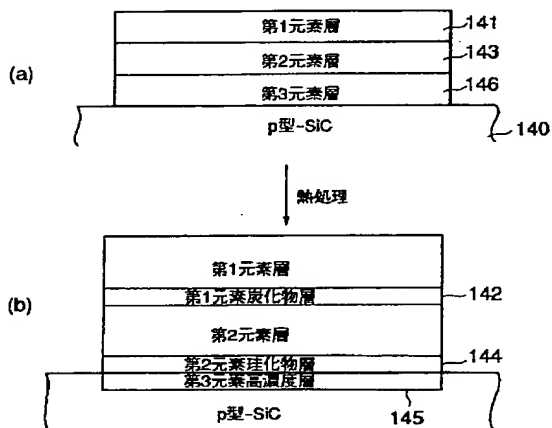 第1元素層
141
第2元素層
143
(a)
第3元素層
146
p型-SiC
140
熱処理
第1元素層
(b)
第1元素炭化物層
142
第2元素層
第2元素珪化物層
144
第3元素高濃度層
145
p型-SiC